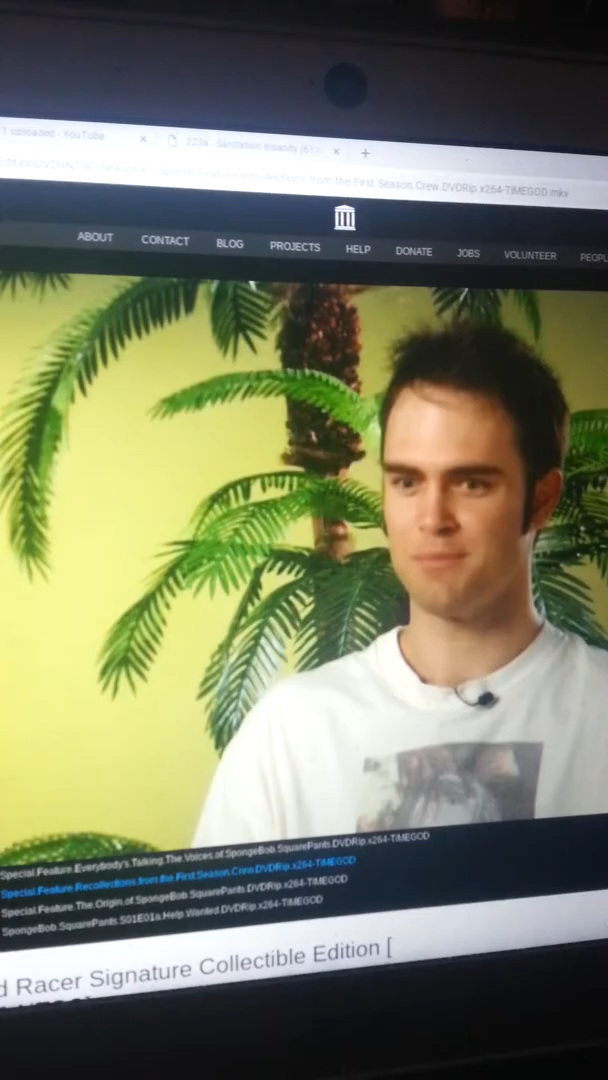 1 uploaded - YouTube
223a - Sanitation Insanity (61
Special.Feature.Recollections.from the First.Season.Crew.DVDRip.x264-TiMEGOD.mkv
ABOUT CONTACT BLOG PROJECTS HELP DONATE JOBS VOLUNTEER PEOPL
Special.Feature.Everybody's.Talking.The.Voices.of.SpongeBob.SquarePants.DVDRip.x264-TiMEGOD
Special.Feature.Recollections.from.the.First.Season.Crew.DVDRip.x264-TiMEGOD
Special.Feature.The.Origin.of.SpongeBob.SquarePants.DVDRip.x264-TiMEGOD
SpongeBob.SquarePants.S01E01a.Help.Wanted.DVDRip.x264-TiMEGOD
d Racer Signature Collectible Edition [